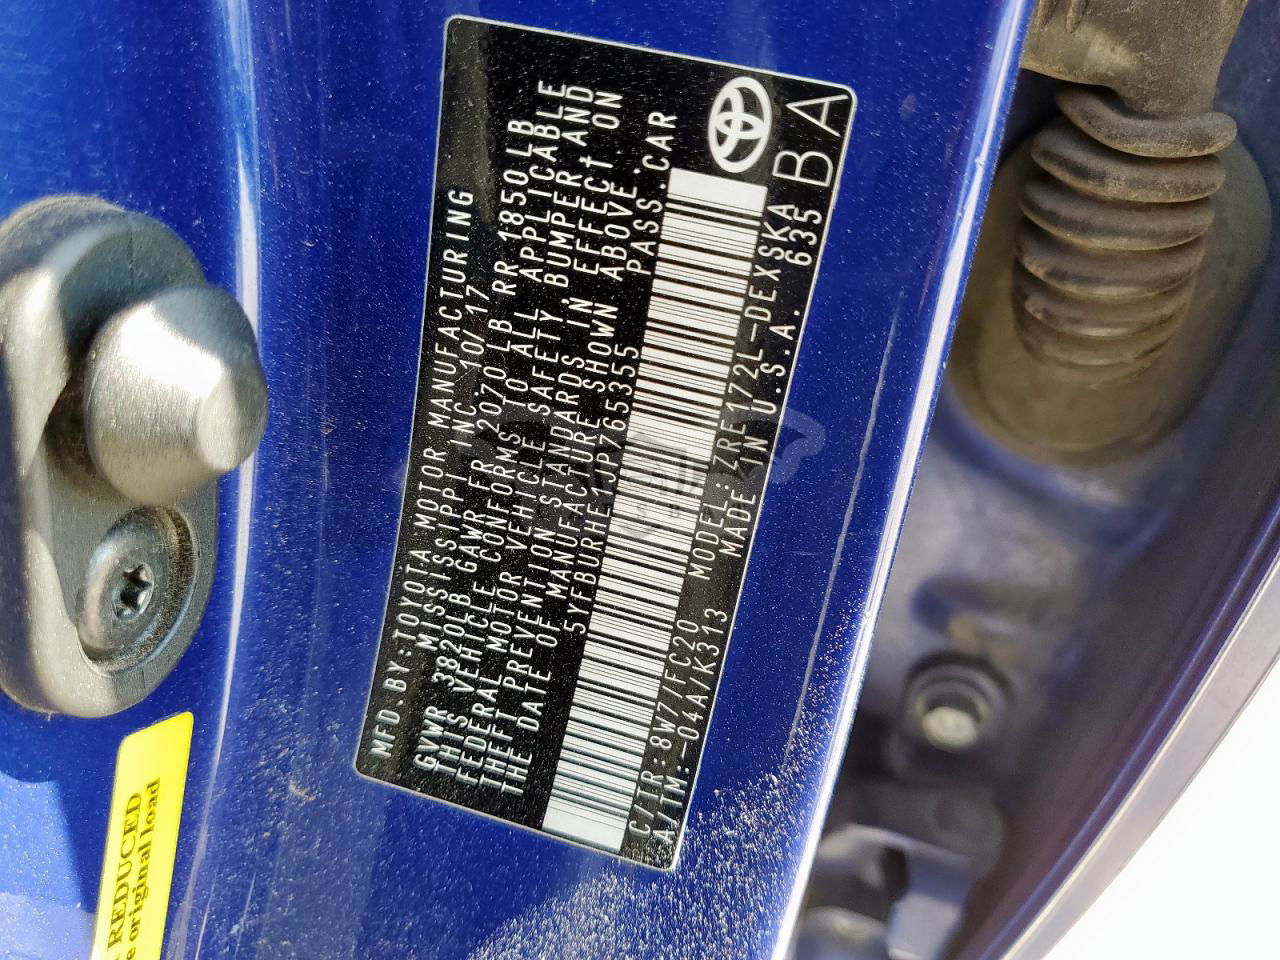 MFD.BY:TOYOTA MOTOR MANUFACTURING
MISSISSIPPI, INC. 10/17
GVWR 3820LB GAWR FR 2070LB RR 1850LB
THIS VEHICLE CONFORMS TO ALL APPLICABLE
FEDERAL MOTOR VEHICLE SAFETY, BUMPER, AND
THEFT PREVENTION STANDARDS IN EFFECT ON
THE DATE OF MANUFACTURE SHOWN ABOVE.
5YFBURHE1JP765355 PASS.CAR
C/TR:8W7/FC20 MODEL:ZRE172L-DEXSKA
A/TM:-04A/K313 MADE IN U.S.A. 635
BA
REDUCED
original load